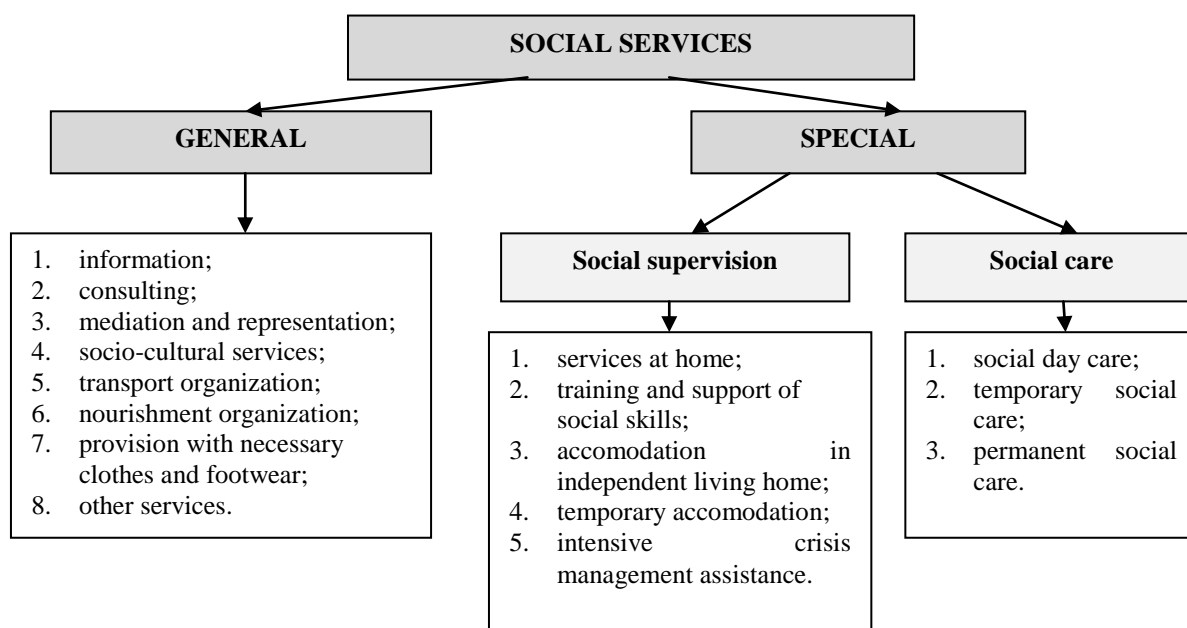 SOCIAL SERVICES
GENERAL
SPECIAL
1. information;
2. consulting;
3. mediation and representation;
4. socio-cultural services;
5. transport organization;
6. nourishment organization;
7. provision with necessary
clothes and footwear;
8. other services.
Social supervision
1. services at home;
2. training and support of
social skills;
3. accomodation in
independent living home;
4. temporary accomodation;
5. intensive crisis
management assistance.
Social care
1. social day care;
2. temporary social
care;
3. permanent social
care.